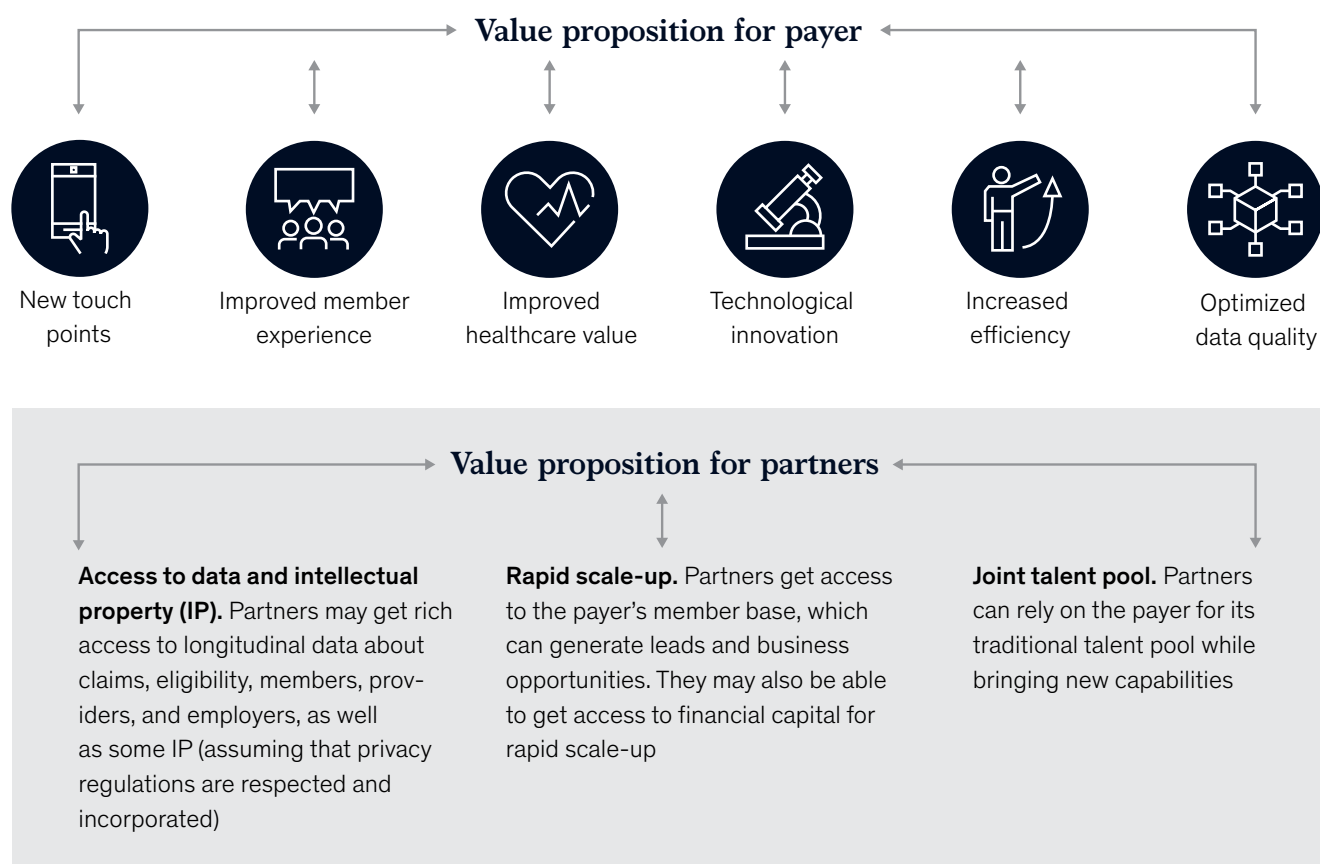 Value proposition for payer
New touch
points
Improved member
experience
Improved
healthcare value
Technological
innovation
Increased
efficiency
Optimized
data quality
Value proposition for partners
Access to data and intellectual
property (IP). Partners may get rich
access to longitudinal data about
claims, eligibility, members, prov-
iders, and employers, as well
as some IP (assuming that privacy
regulations are respected and
incorporated)
Rapid scale-up. Partners get access
to the payer’s member base, which
can generate leads and business
opportunities. They may also be able
to get access to financial capital for
rapid scale-up
Joint talent pool. Partners
can rely on the payer for its
traditional talent pool while
bringing new capabilities